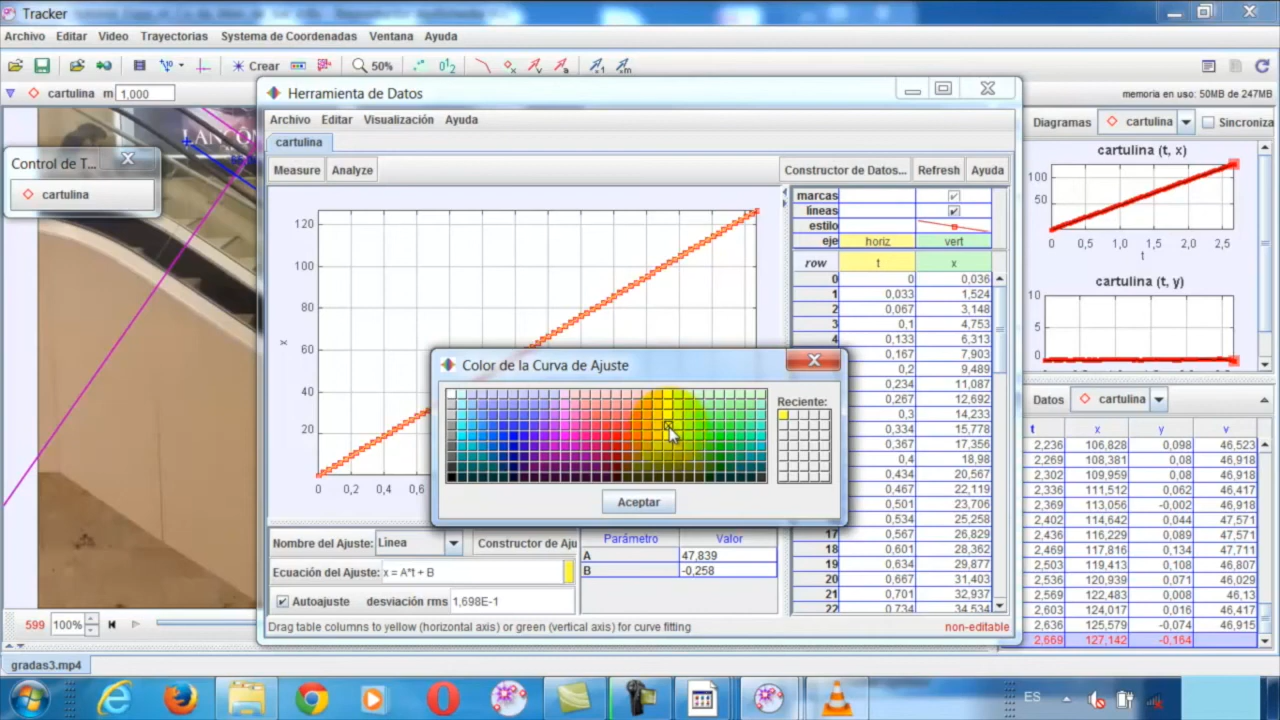 Tracker
Archivo Editar Video Trayectorias Sistema de Coordenadas Ventana Ayuda
Crear 50%
cartulina m 1,000
memoria en uso: 50MB de 247MB
LANCÔM
Control de T...
cartulina
Herramienta de Datos
Archivo Editar Visualización Ayuda
cartulina
Measure Analyze Constructor de Datos... Refresh Ayuda
120
100
80
60
40
20
x
0 0,2 0,4 0,6
marcas
líneas
estilo
eje horiz vert
row t x
0 0 0,036
1 0,033 1,524
2 0,067 3,148
3 0,1 4,753
4 0,133 6,313
0,167 7,903
0,2 9,489
0,234 11,087
0,267 12,692
0,3 14,233
0,334 15,778
0,367 17,356
0,4 18,98
0,434 20,567
0,467 22,119
0,501 23,706
0,534 25,258
17 0,567 26,829
18 0,601 28,362
19 0,634 29,877
20 0,667 31,403
21 0,701 32,937
22 0,734 34,534
Color de la Curva de Ajuste
Reciente:
Aceptar
Nombre del Ajuste: Línea Constructor de Aju
Ecuación del Ajuste: x = A*t + B
Autoajuste desviación rms 1,698E-1
Parámetro Valor
A 47,839
B -0,258
Drag table columns to yellow (horizontal axis) or green (vertical axis) for curve fitting non-editable
Diagramas cartulina Sincroniza
cartulina (t, x)
100
50
0 0,5 1,0 1,5 2,0 2,5
t
cartulina (t, y)
10
5
0
Datos cartulina
t x y v
2,236 106,828 0,098 46,523
2,269 108,381 0,08 46,918
2,302 109,959 0,08 46,918
2,336 111,512 0,062 46,417
2,369 113,056 -0,002 46,918
2,402 114,642 0,044 47,571
2,436 116,229 0,089 47,571
2,469 117,816 0,134 47,711
2,503 119,413 0,108 46,807
2,536 120,939 0,071 46,029
2,569 122,483 0,008 46,13
2,603 124,017 0,016 46,417
2,636 125,579 -0,074 46,915
2,669 127,142 -0,164
599 100%
gradas3.mp4
ES